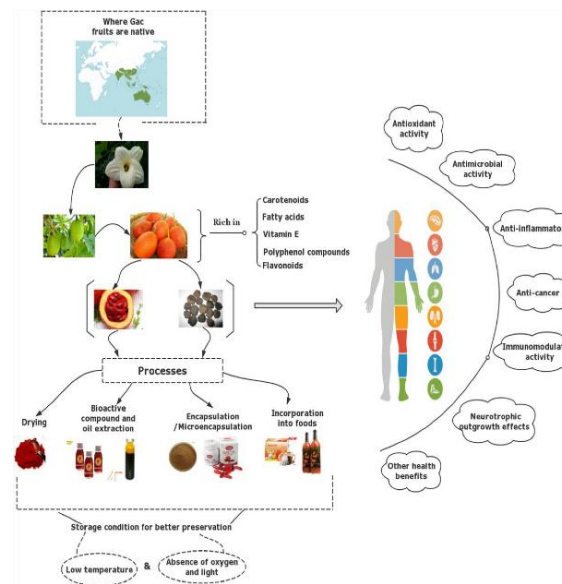 Where Gac
fruits are native
Rich in
Carotenoids
Fatty acids
Vitamin E
Polyphenol compounds
Flavonoids
Processes
Drying
Bioactive
compound and
oil extraction
Encapsulation
/Microencapsulation
Incorporation
into foods
Storage condition for better preservation
Low temperature
&
Absence of oxygen
and light
Antioxidant
activity
Antimicrobial
activity
Anti-inflammator
Anti-cancer
Immunomodulat
activity
Neurotrophic
outgrowth effects
Other health
benefits